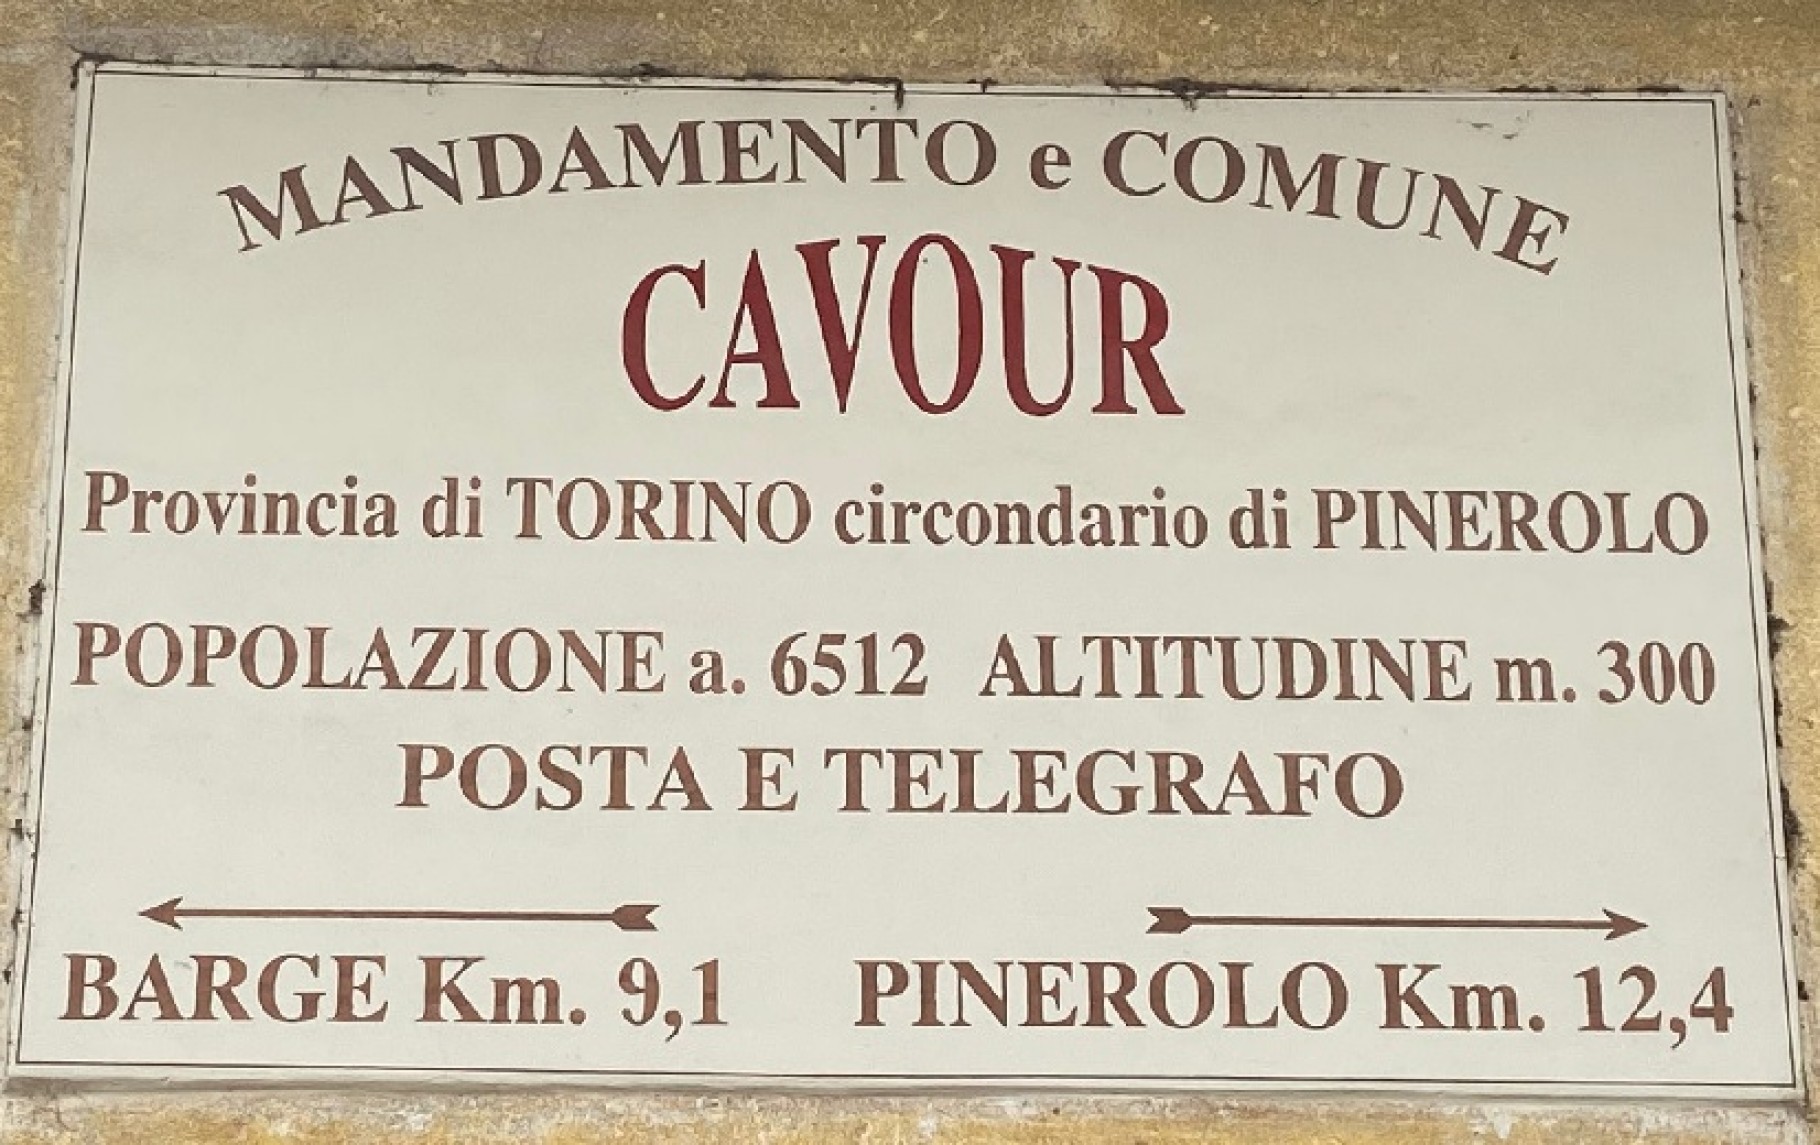 MANDAMENTO e COMUNE
CAVOUR
Provincia di TORINO circondario di PINEROLO
POPOLAZIONE a. 6512 ALTITUDINE m. 300
POSTA E TELEGRAFO
BARGE Km. 9,1 PINEROLO Km. 12,4